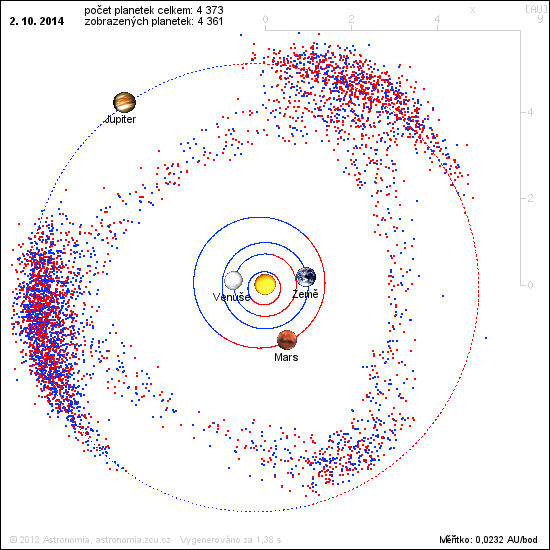 2. 10. 2014
počet planetek celkem: 4 373
zobrazených planetek: 4 361
0 2 4 9
x [AU]
y
4
2
0
Jupiter
Venuše
Země
Mars
© 2012 Astronomia, astronomia.zcu.cz Vygenerováno za 1,38 s
Měřítko: 0,0232 AU/bod